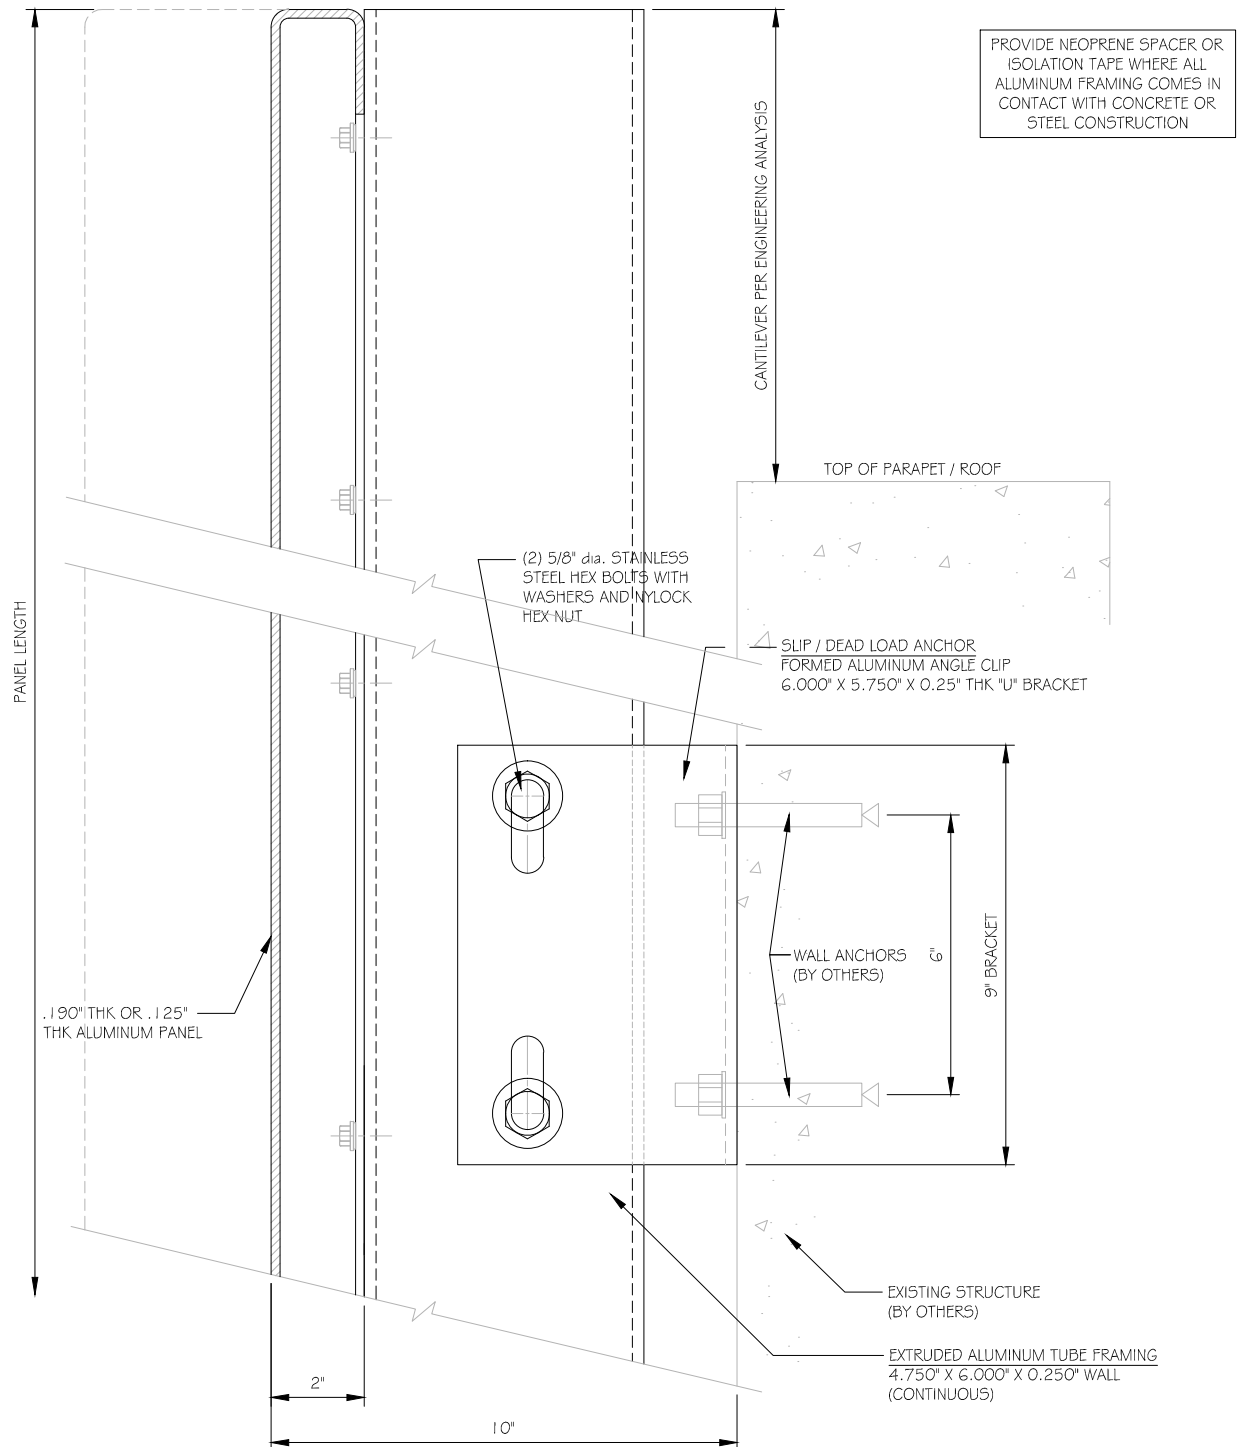 PROVIDE NEOPRENE SPACER OR
ISOLATION TAPE WHERE ALL
ALUMINUM FRAMING COMES IN
CONTACT WITH CONCRETE OR
STEEL CONSTRUCTION
CANTILEVER PER ENGINEERING ANALYSIS
TOP OF PARAPET / ROOF
(2) 5/8" dia. STAINLESS
STEEL HEX BOLTS WITH
WASHERS AND NYLOCK
HEX NUT
PANEL LENGTH
SLIP / DEAD LOAD ANCHOR
FORMED ALUMINUM ANGLE CLIP
6.000" X 5.750" X 0.25" THK "U" BRACKET
WALL ANCHORS
(BY OTHERS)
6"
9" BRACKET
.190" THK OR .125"
THK ALUMINUM PANEL
EXISTING STRUCTURE
(BY OTHERS)
EXTRUDED ALUMINUM TUBE FRAMING
4.750" X 6.000" X 0.250" WALL
(CONTINUOUS)
2"
10"